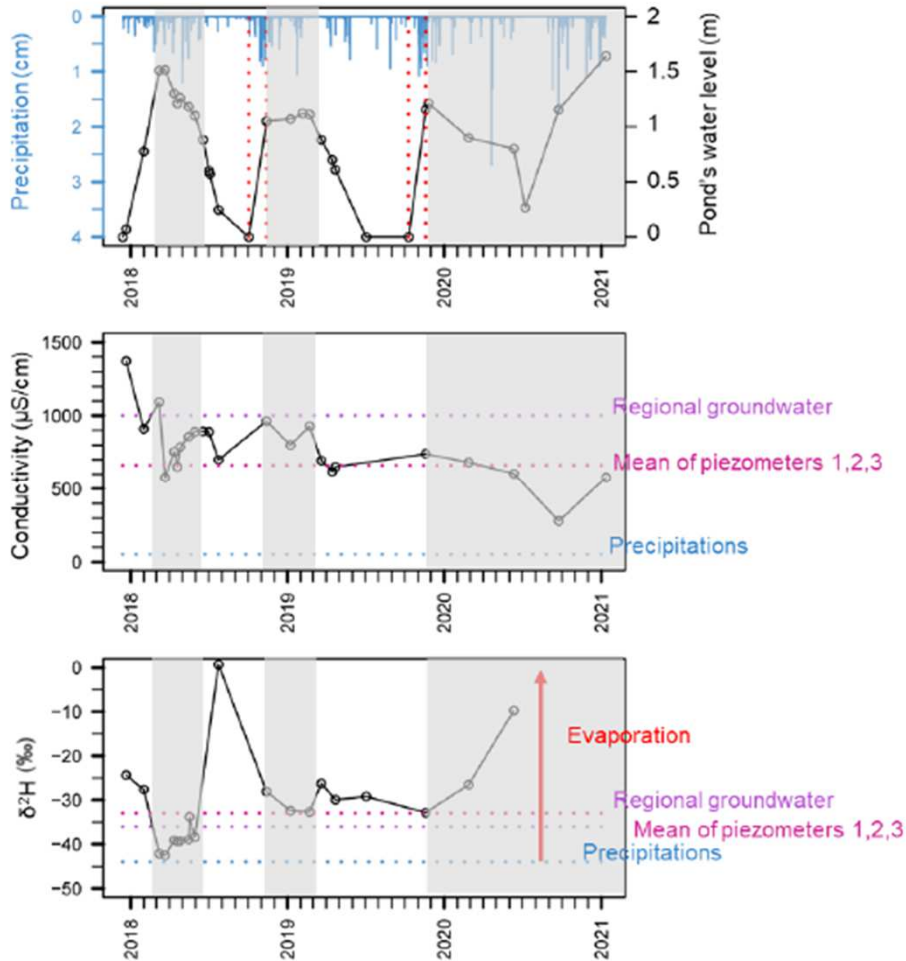 Precipitation (cm)
0
1
2
3
4
2
1.5
1
0.5
0
Pond's water level (m)
2018
2019
2020
2021
Conductivity (µS/cm)
1500
1000
500
0
Regional groundwater
Mean of piezometers 1,2,3
Precipitations
2018
2019
2020
2021
δ²H (‰)
0
−10
−20
−30
−40
−50
Evaporation
Regional groundwater
Mean of piezometers 1,2,3
Precipitations
2018
2019
2020
2021